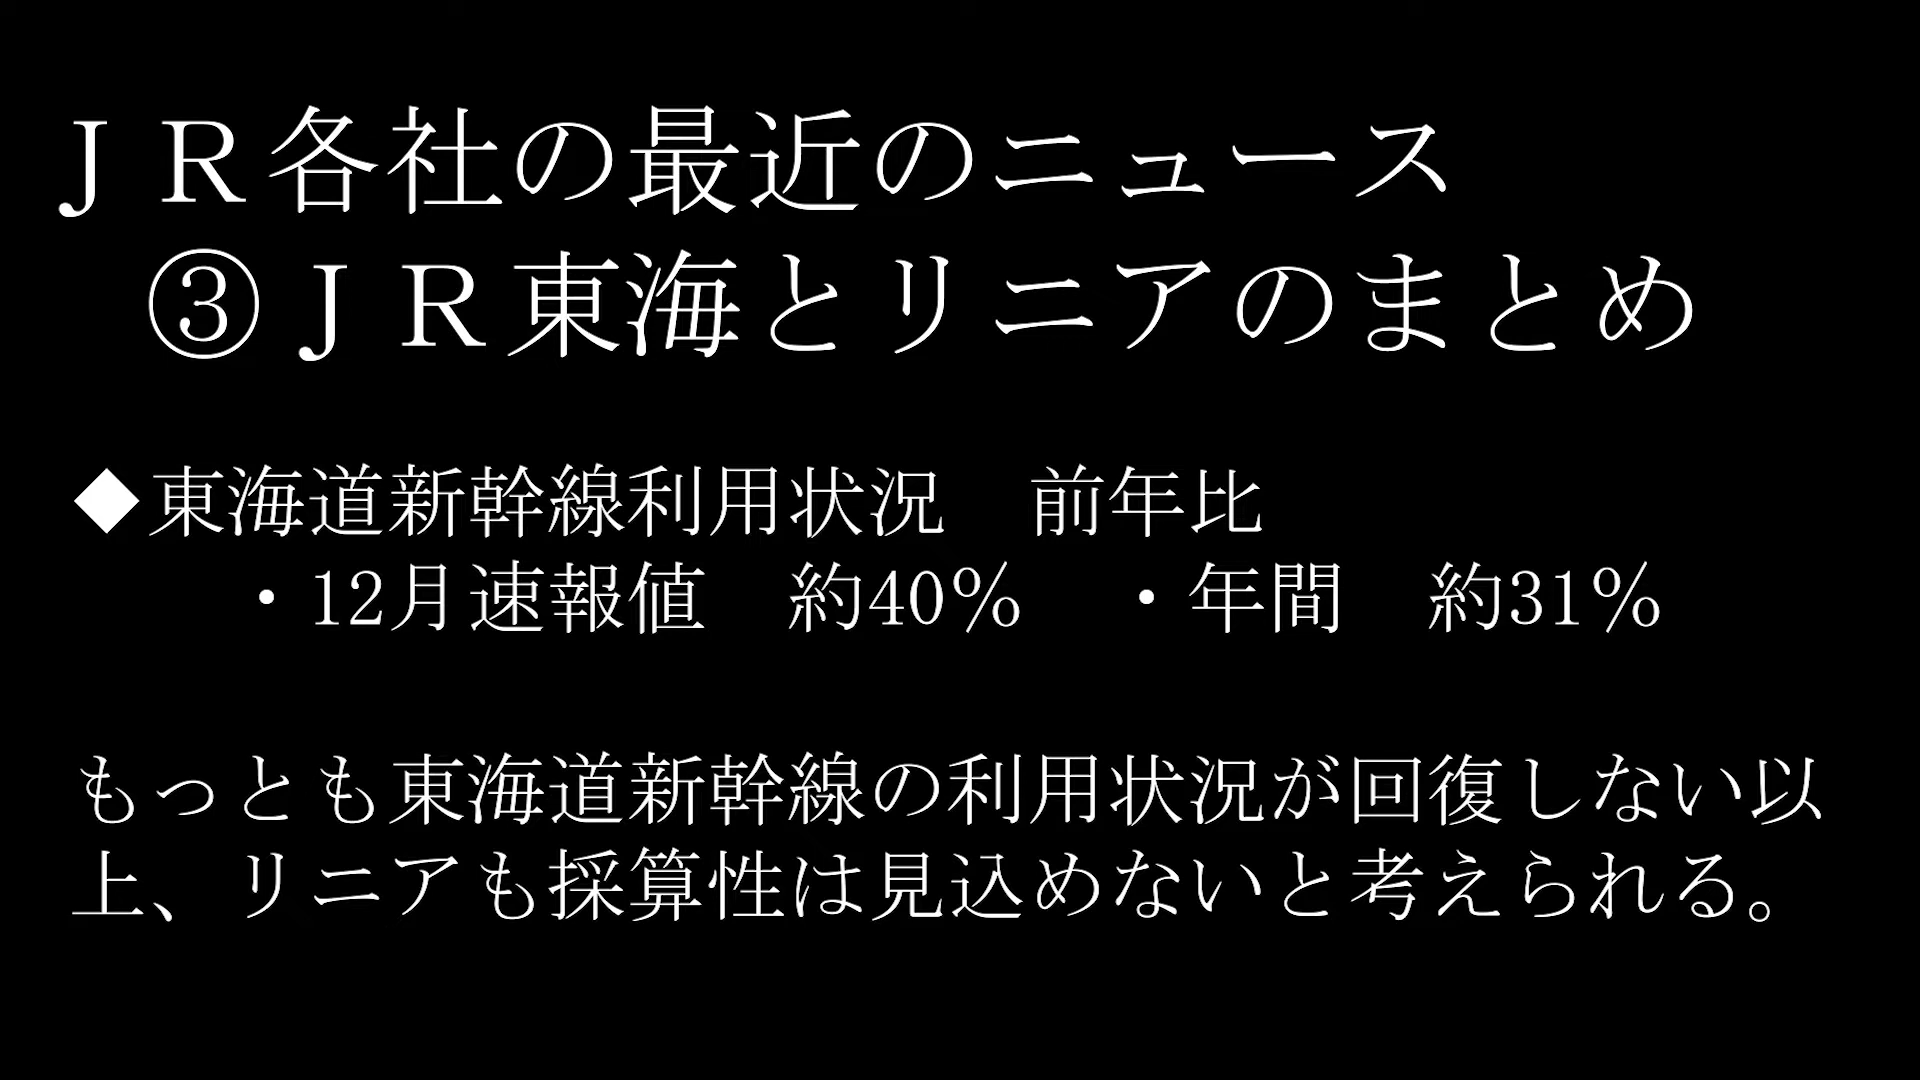 ＪＲ各社の最近のニュース
③ＪＲ東海とリニアのまとめ
◆東海道新幹線利用状況　前年比
・12月速報値　約40％　・年間　約31％
もっとも東海道新幹線の利用状況が回復しない以
上、リニアも採算性は見込めないと考えられる。